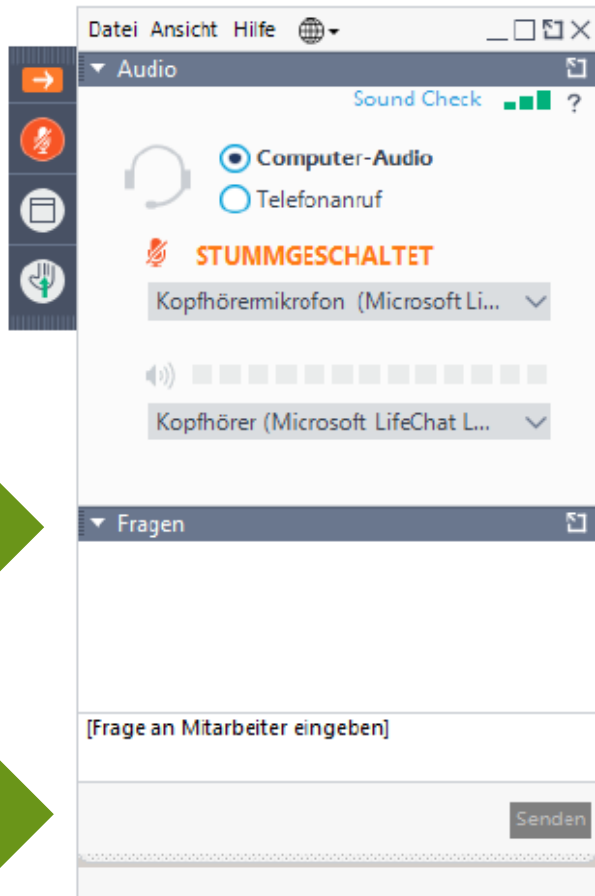 Datei Ansicht Hilfe
Audio
Sound Check ?
Computer-Audio
Telefonanruf
STUMMGESCHALTET
Kopfhörermikrofon (Microsoft Li...
Kopfhörer (Microsoft LifeChat L...
Fragen
[Frage an Mitarbeiter eingeben]
Senden